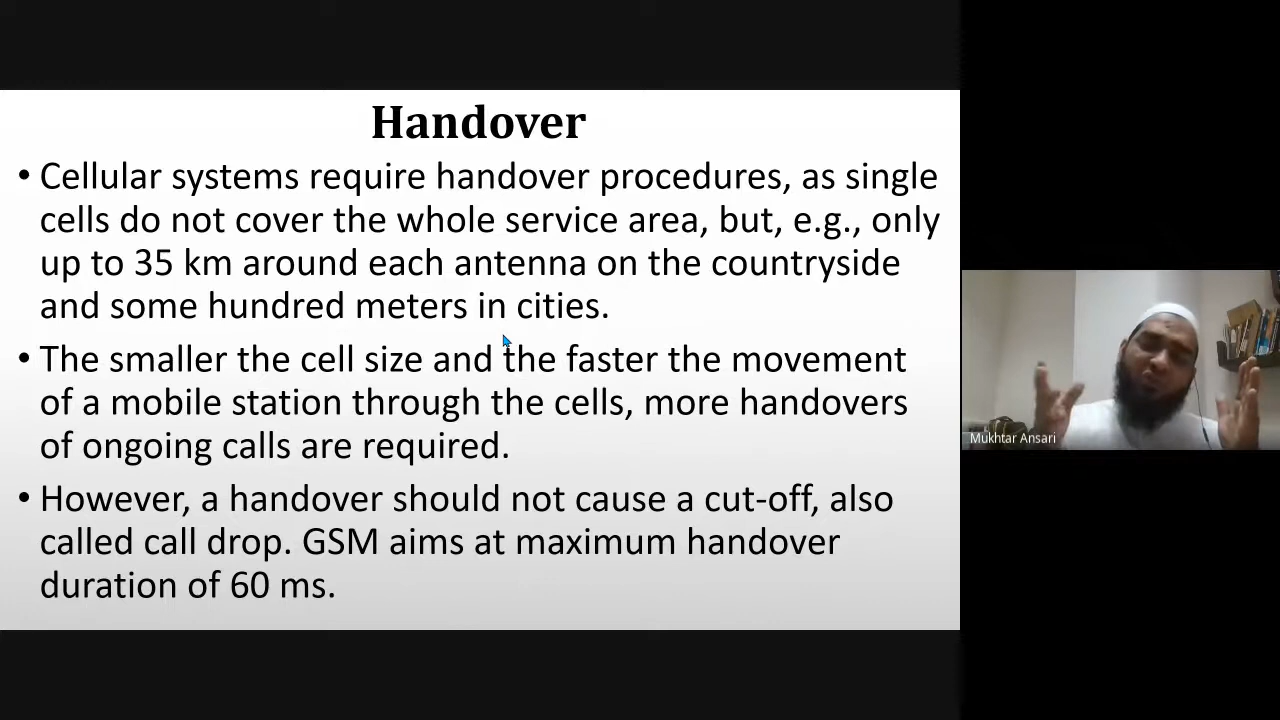 Handover
• Cellular systems require handover procedures, as single
cells do not cover the whole service area, but, e.g., only
up to 35 km around each antenna on the countryside
and some hundred meters in cities.
• The smaller the cell size and the faster the movement
of a mobile station through the cells, more handovers
of ongoing calls are required.
• However, a handover should not cause a cut-off, also
called call drop. GSM aims at maximum handover
duration of 60 ms.
Mukhtar Ansari